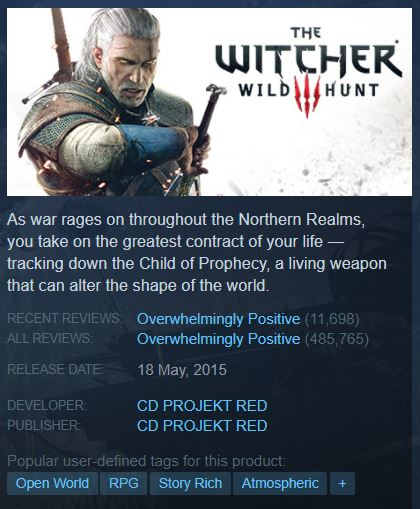 THE
WITCHER
WILD HUNT
As war rages on throughout the Northern Realms,
you take on the greatest contract of your life —
tracking down the Child of Prophecy, a living weapon
that can alter the shape of the world.
RECENT REVIEWS: Overwhelmingly Positive (11,698)
ALL REVIEWS: Overwhelmingly Positive (485,765)
RELEASE DATE: 18 May, 2015
DEVELOPER: CD PROJEKT RED
PUBLISHER: CD PROJEKT RED
Popular user-defined tags for this product:
Open World RPG Story Rich Atmospheric +